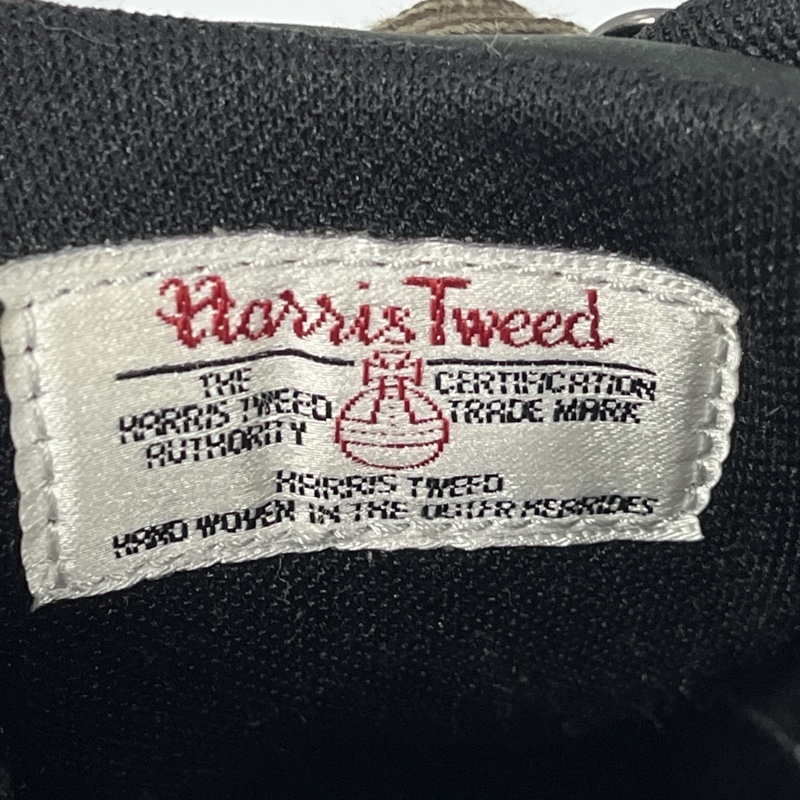 Harris Tweed
THE
HARRIS TWEED
AUTHORITY
CERTIFICATION
TRADE MARK
HARRIS TWEED
HAND WOVEN IN THE OUTER HEBRIDES